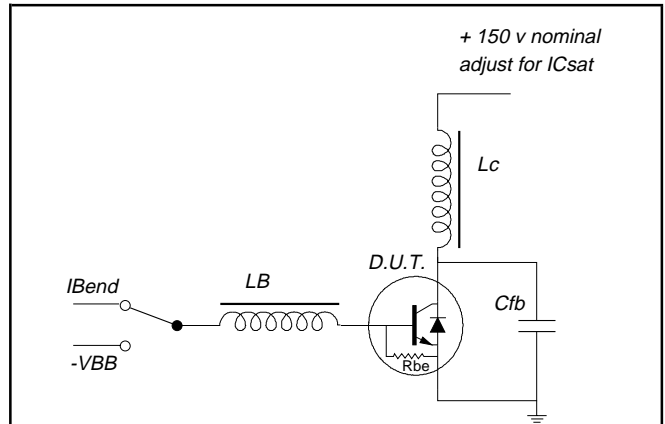 + 150 v nominal
adjust for ICsat
Lc
D.U.T.
IBend
LB
Cfb
-VBB
Rbe